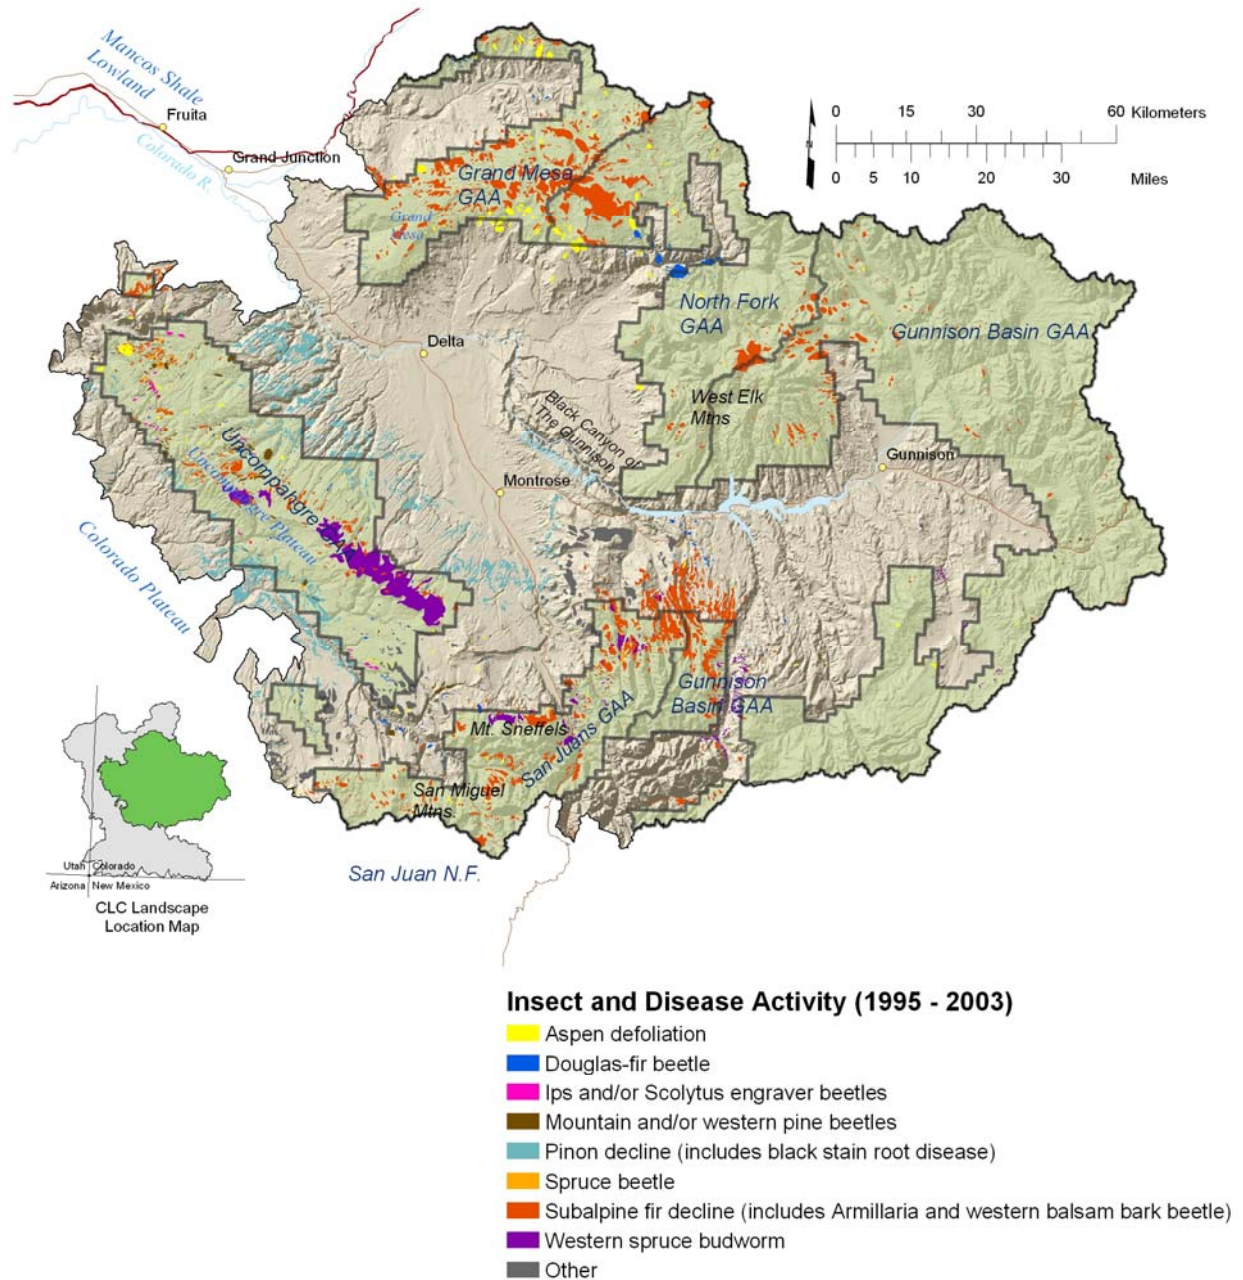 Mancos Shale
Lowland
Fruita
Colorado R.
Grand Junction
0 15 30 60 Kilometers
N
0 5 10 20 30 Miles
Grand Mesa
GAA
Grand
Mesa
North Fork
GAA
Gunnison Basin GAA
Delta
West Elk
Mtns
Black Canyon of
The Gunnison
Gunnison
Montrose
Uncompahgre
Uncompahgre Plateau
Colorado Plateau
Gunnison
Basin GAA
Mt. Sneffels
San Juans GAA
San Miguel
Mtns.
San Juan N.F.
Utah Colorado
Arizona New Mexico
CLC Landscape
Location Map
Insect and Disease Activity (1995 - 2003)
Aspen defoliation
Douglas-fir beetle
Ips and/or Scolytus engraver beetles
Mountain and/or western pine beetles
Pinon decline (includes black stain root disease)
Spruce beetle
Subalpine fir decline (includes Armillaria and western balsam bark beetle)
Western spruce budworm
Other